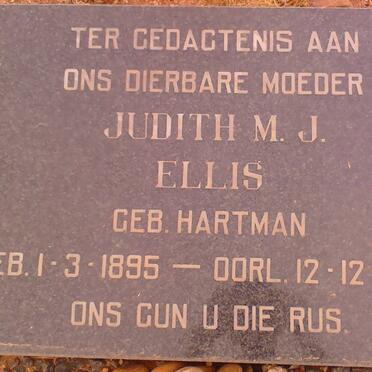 TER GEDAGTENIS AAN
ONS DIERBARE MOEDER
JUDITH M. J.
ELLIS
GEB. HARTMAN
EB. 1-3-1895 — OORL. 12-12
ONS GUN U DIE RUS.